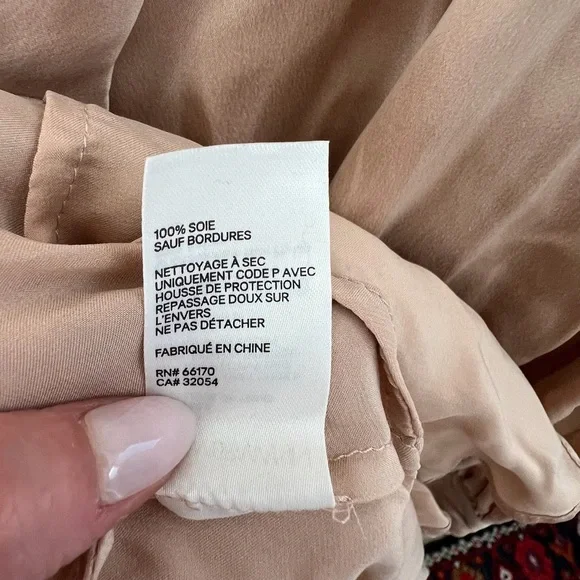 100% SOIE
SAUF BORDURES
NETTOYAGE À SEC
UNIQUEMENT CODE P AVEC
HOUSSE DE PROTECTION
REPASSAGE DOUX SUR
L'ENVERS
NE PAS DÉTACHER
FABRIQUÉ EN CHINE
RN# 66170
CA# 32054